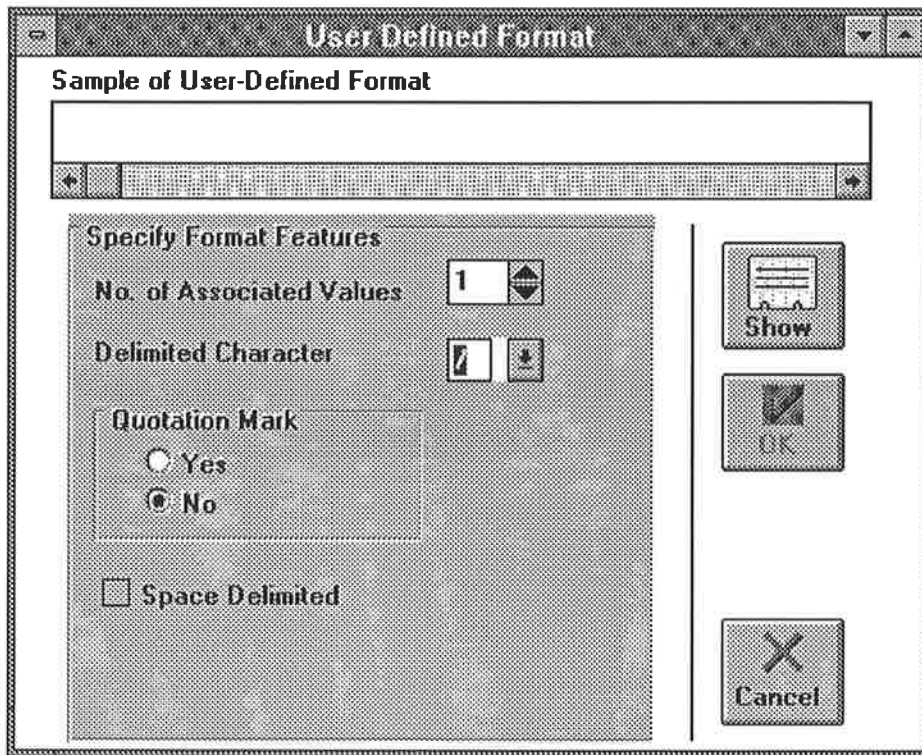 User Defined Format
Sample of User-Defined Format
Specify Format Features
No. of Associated Values 1
Delimited Character /
Quotation Mark
Yes
No
Space Delimited
Show
OK
Cancel